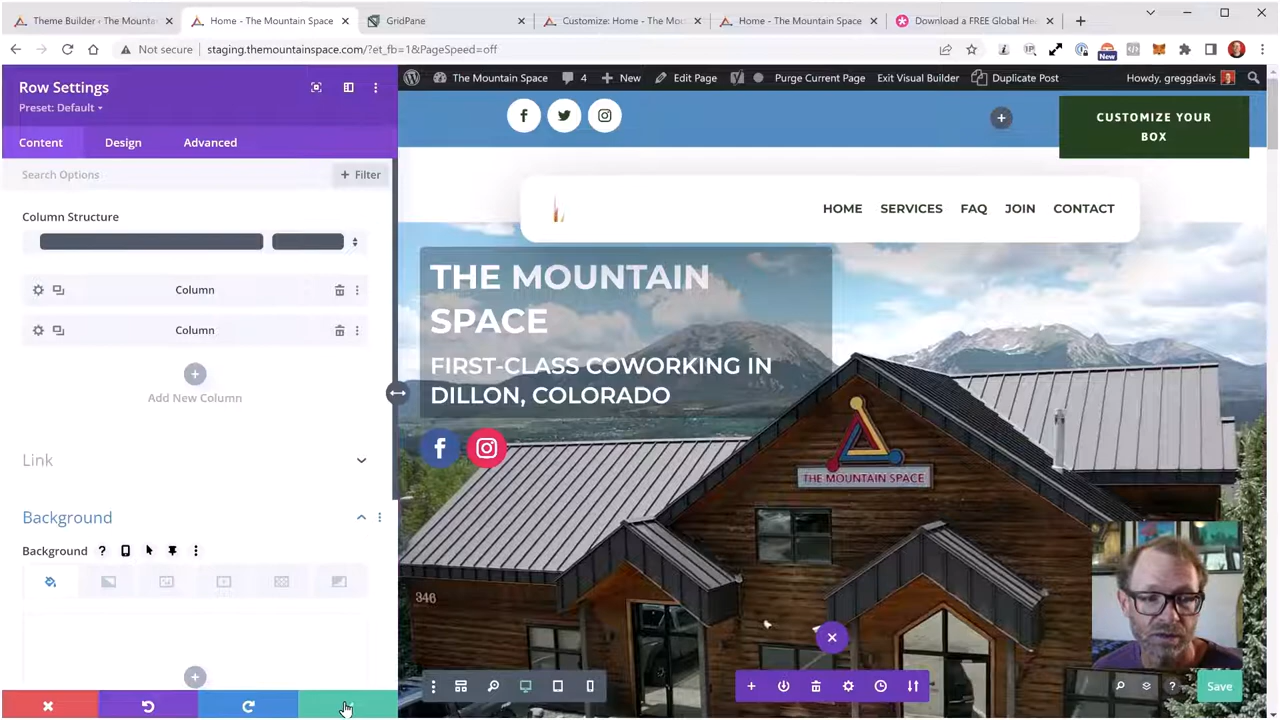 Theme Builder ‹ The Mountai
Home - The Mountain Space
GridPane
Customize: Home - The Mou
Home - The Mountain Space
Download a FREE Global He
Not secure
staging.themountainspace.com/?et_fb=1&PageSpeed=off
New
Row Settings
Preset: Default
The Mountain Space
4
New
Edit Page
Purge Current Page
Exit Visual Builder
Duplicate Post
Howdy, greggdavis
Content
Design
Advanced
CUSTOMIZE YOUR
BOX
Search Options
+ Filter
Column Structure
HOME
SERVICES
FAQ
JOIN
CONTACT
Column
Column
Add New Column
Link
Background
Background
THE MOUNTAIN
SPACE
FIRST-CLASS COWORKING IN
DILLON, COLORADO
THE MOUNTAIN SPACE
346
Save